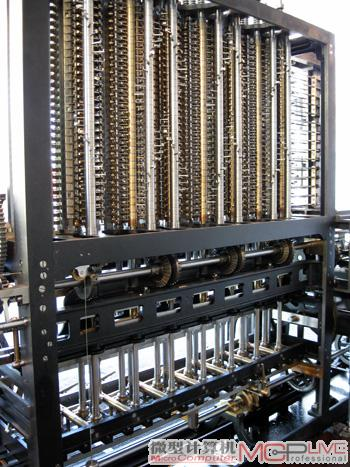 微型计算机
MicroComputer
MCPLIVE
Professional